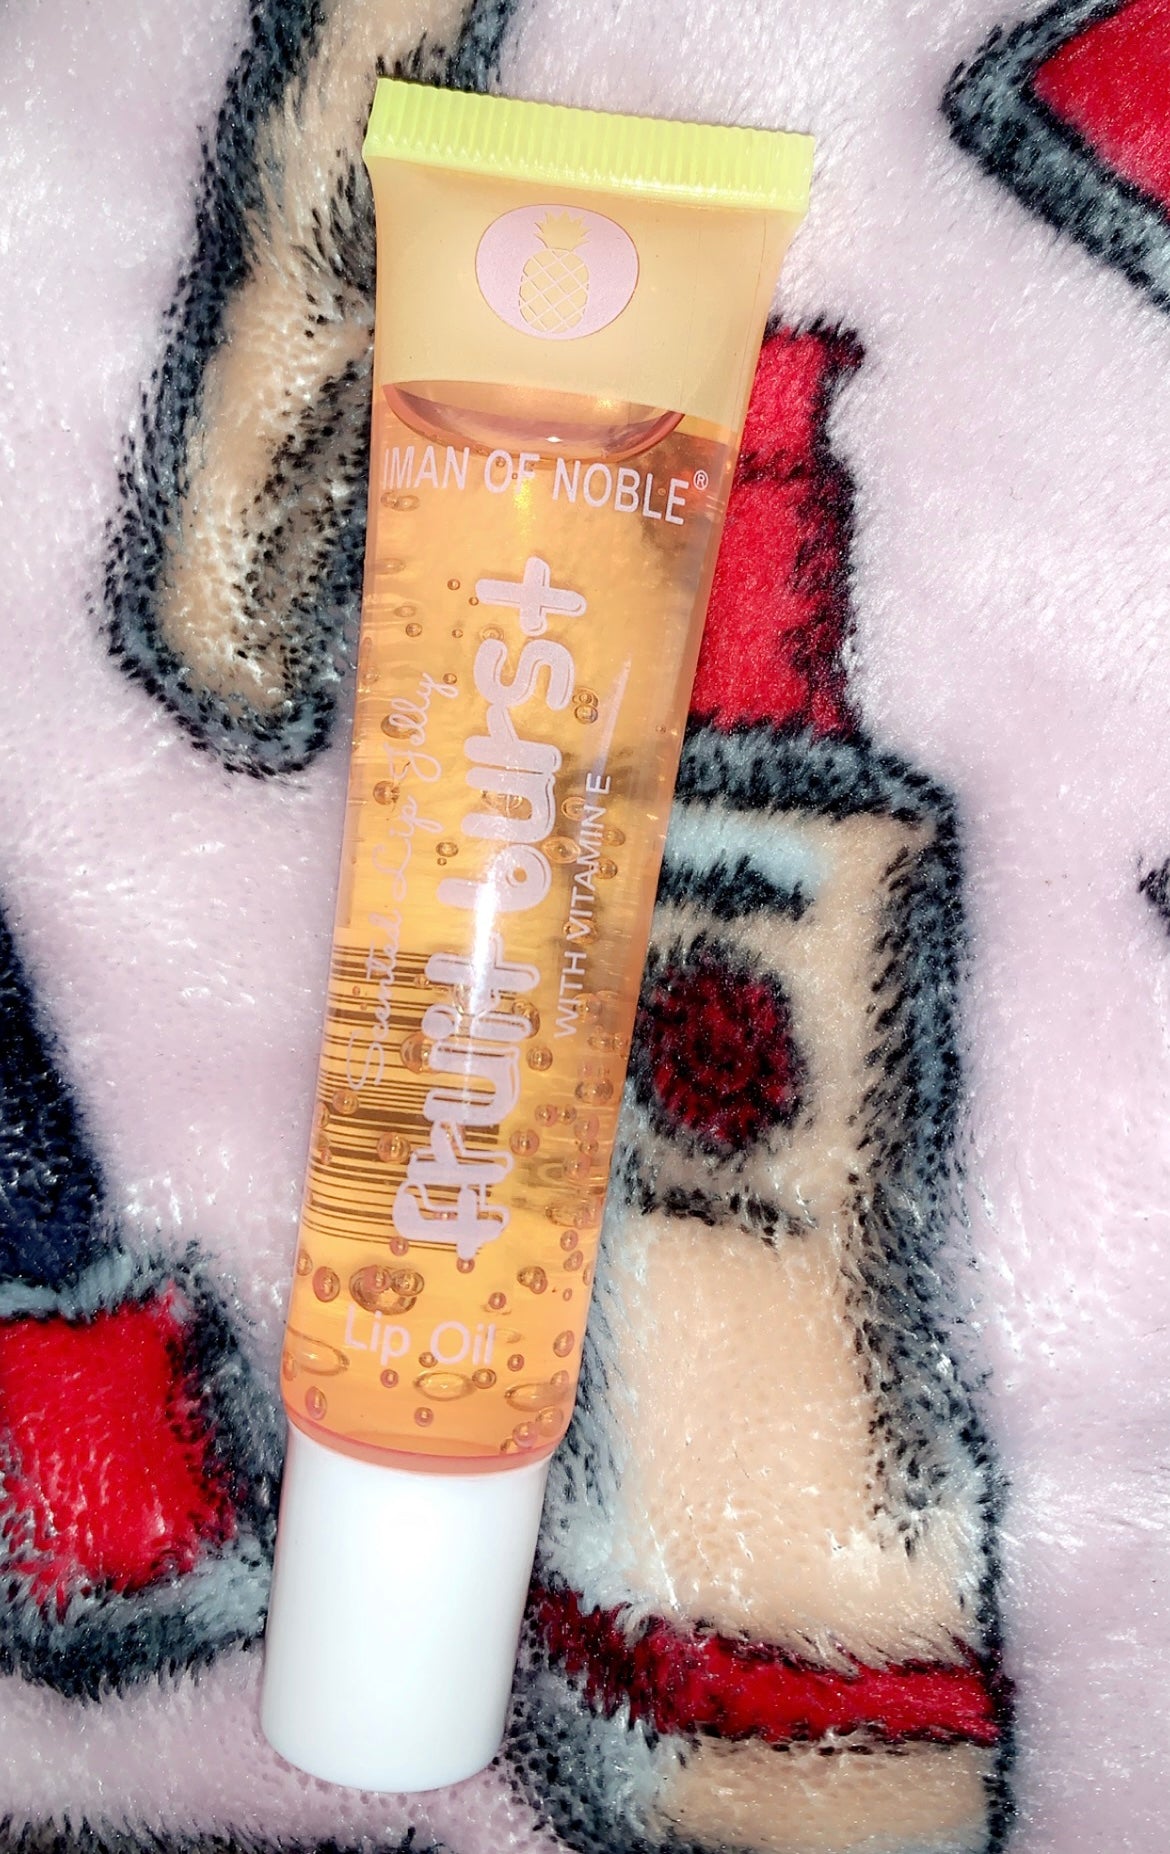 IMAN OF NOBLE®
Scented Lip Jelly
fruit burst
WITH VITAMIN E
Lip Oil